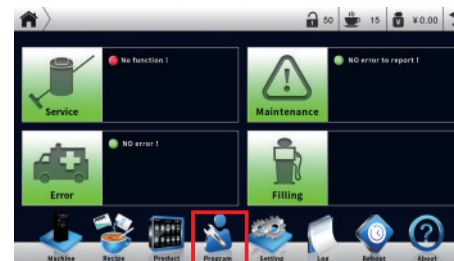 50 15 ¥0.00
No function !
Service
NO error to report !
Maintenance
NO error !
Error
Filling
Machine Recipe Product Program Setting Log Reboot About